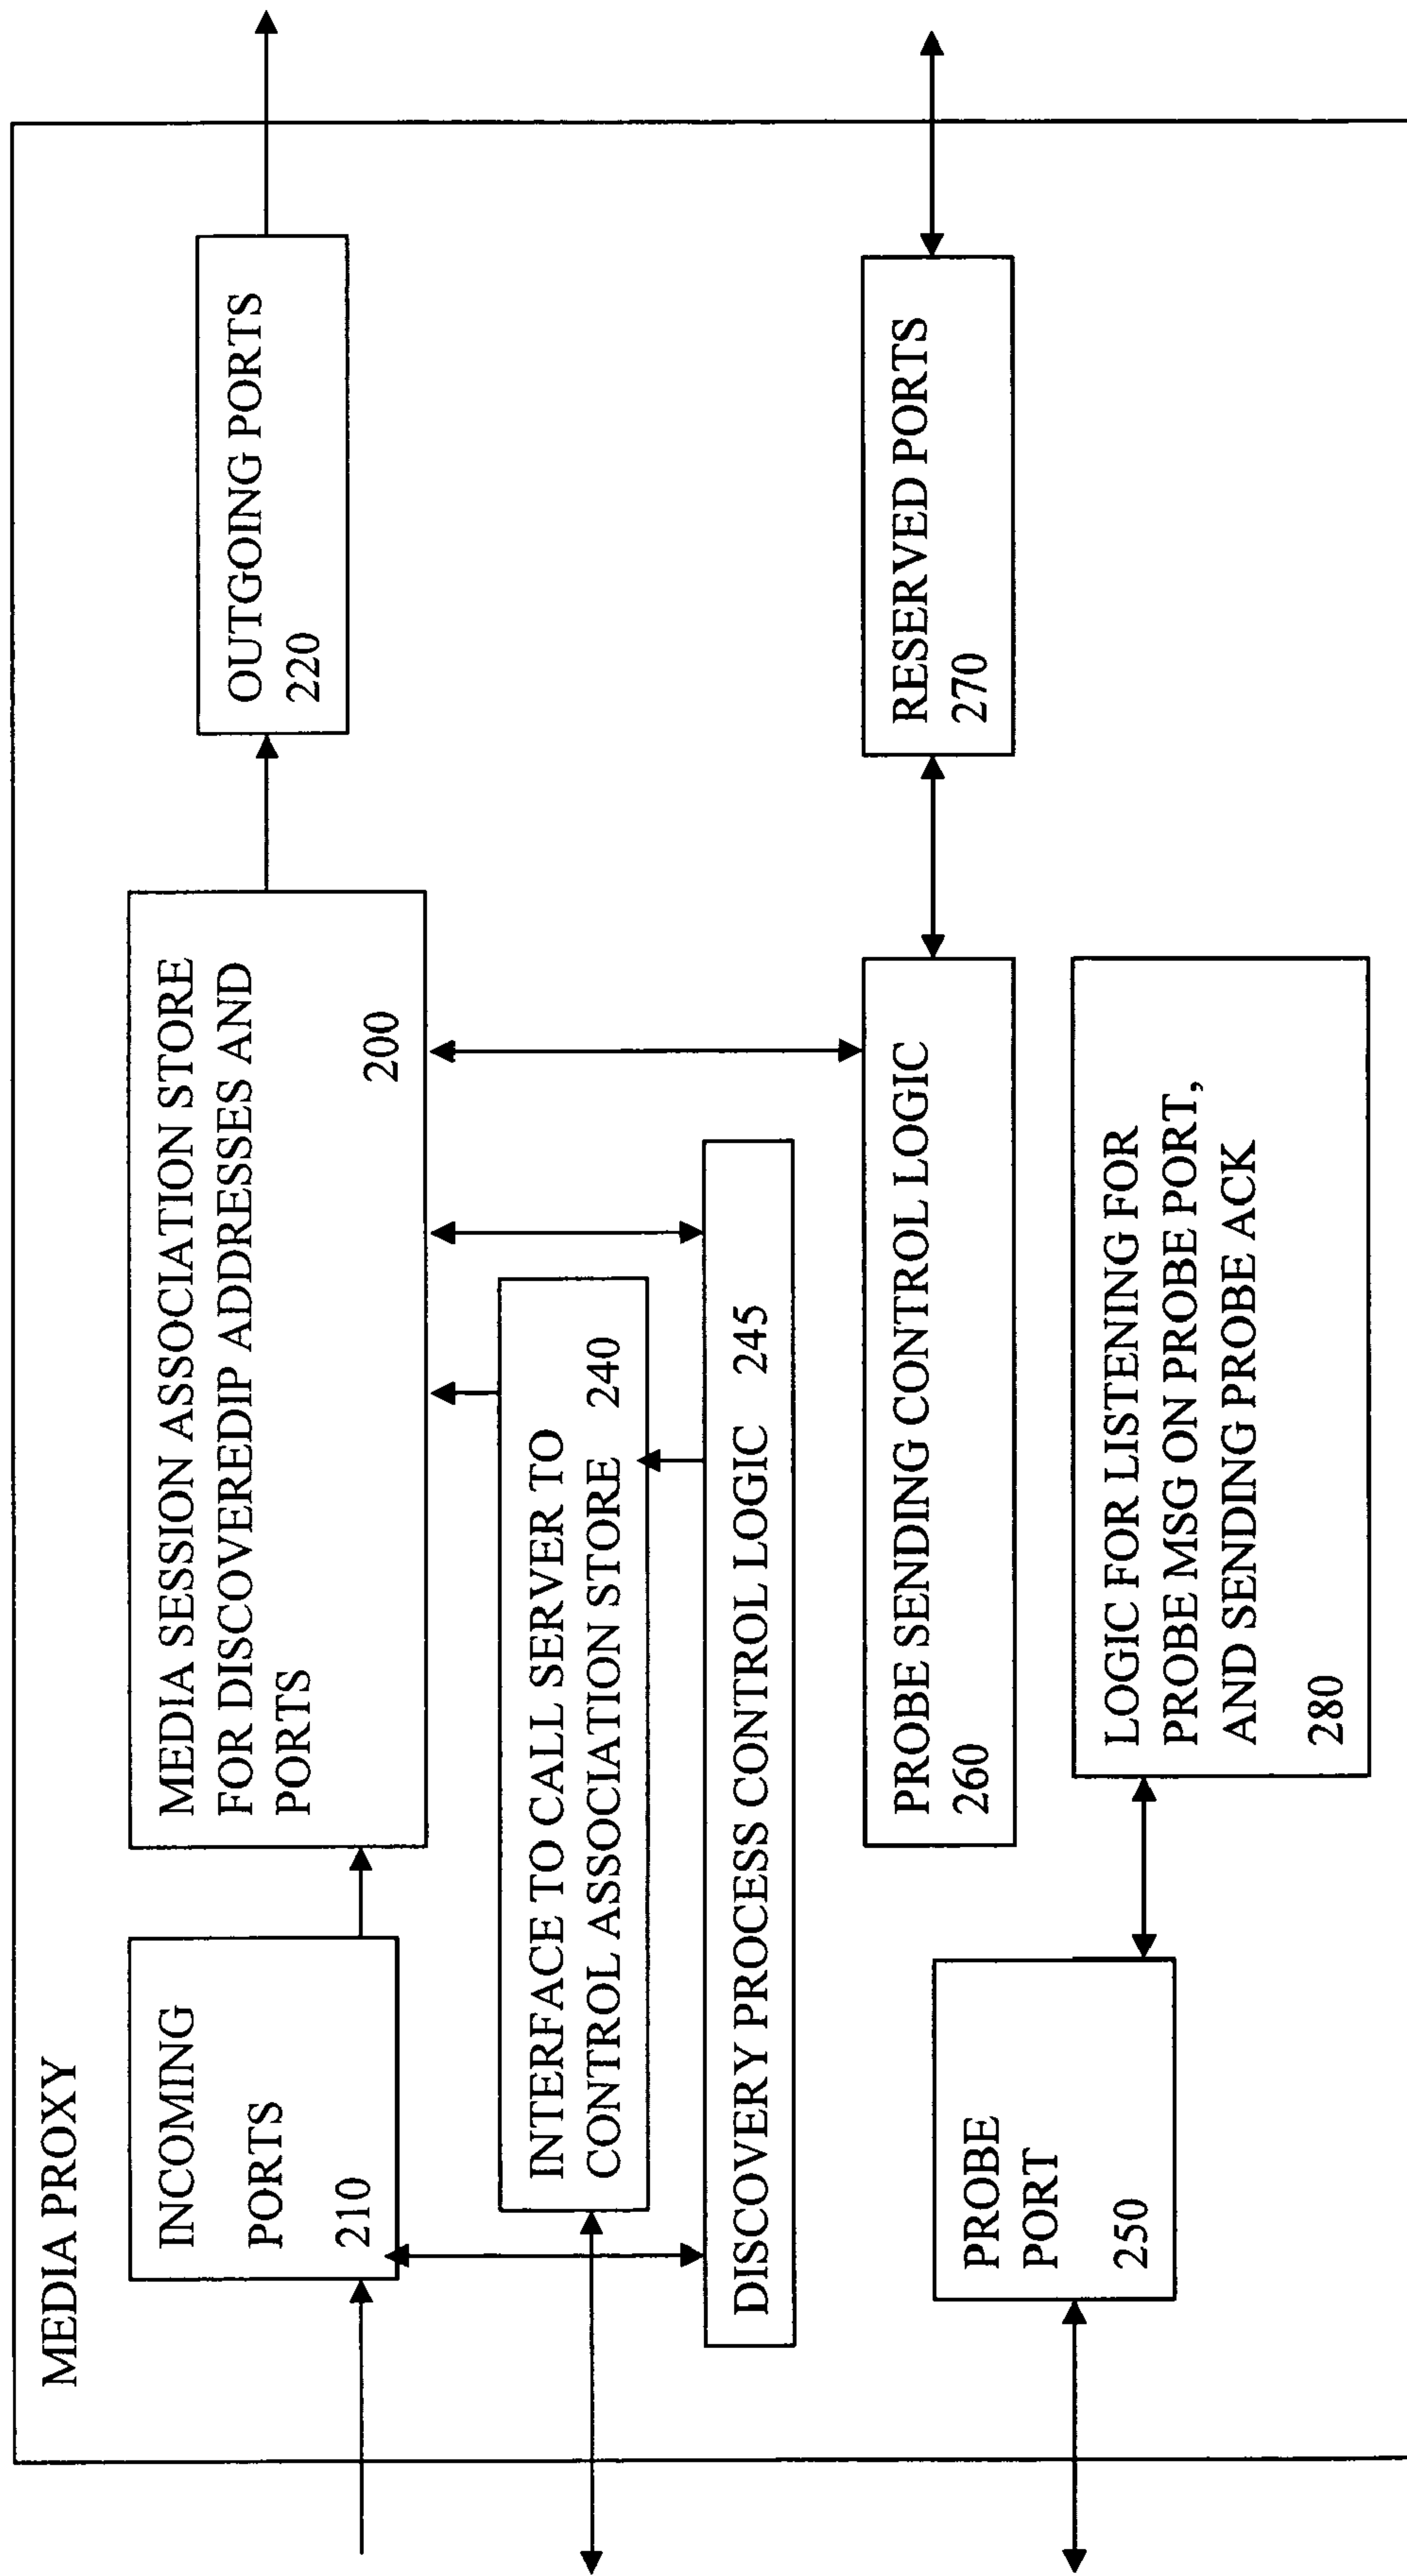 MEDIA PROXY
INCOMING
PORTS
210
MEDIA SESSION ASSOCIATION STORE
FOR DISCOVEREDIP ADDRESSES AND
PORTS
200
OUTGOING PORTS
220
INTERFACE TO CALL SERVER TO
CONTROL ASSOCIATION STORE 240
DISCOVERY PROCESS CONTROL LOGIC 245
PROBE SENDING CONTROL LOGIC
260
RESERVED PORTS
270
PROBE
PORT
250
LOGIC FOR LISTENING FOR
PROBE MSG ON PROBE PORT,
AND SENDING PROBE ACK
280